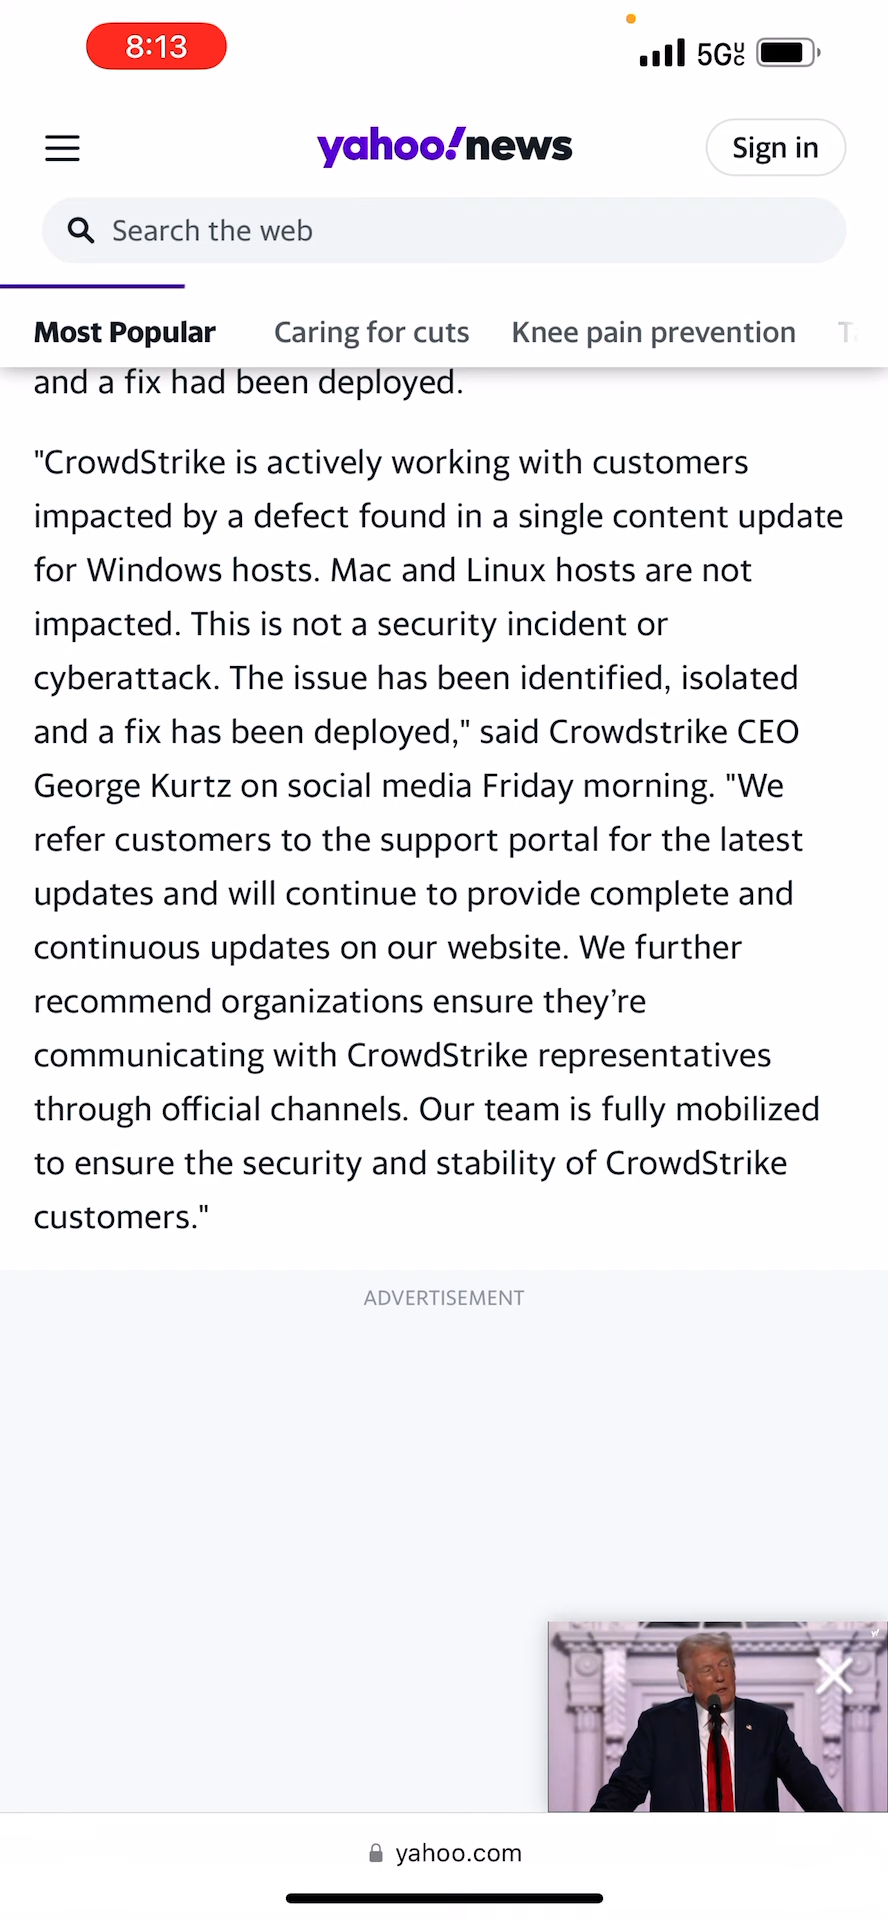 8:13
5GUC
yahoo!news
Sign in
Search the web
Most Popular
Caring for cuts
Knee pain prevention
and a fix had been deployed.
"CrowdStrike is actively working with customers
impacted by a defect found in a single content update
for Windows hosts. Mac and Linux hosts are not
impacted. This is not a security incident or
cyberattack. The issue has been identified, isolated
and a fix has been deployed," said Crowdstrike CEO
George Kurtz on social media Friday morning. "We
refer customers to the support portal for the latest
updates and will continue to provide complete and
continuous updates on our website. We further
recommend organizations ensure they’re
communicating with CrowdStrike representatives
through official channels. Our team is fully mobilized
to ensure the security and stability of CrowdStrike
customers."
ADVERTISEMENT
y!
yahoo.com